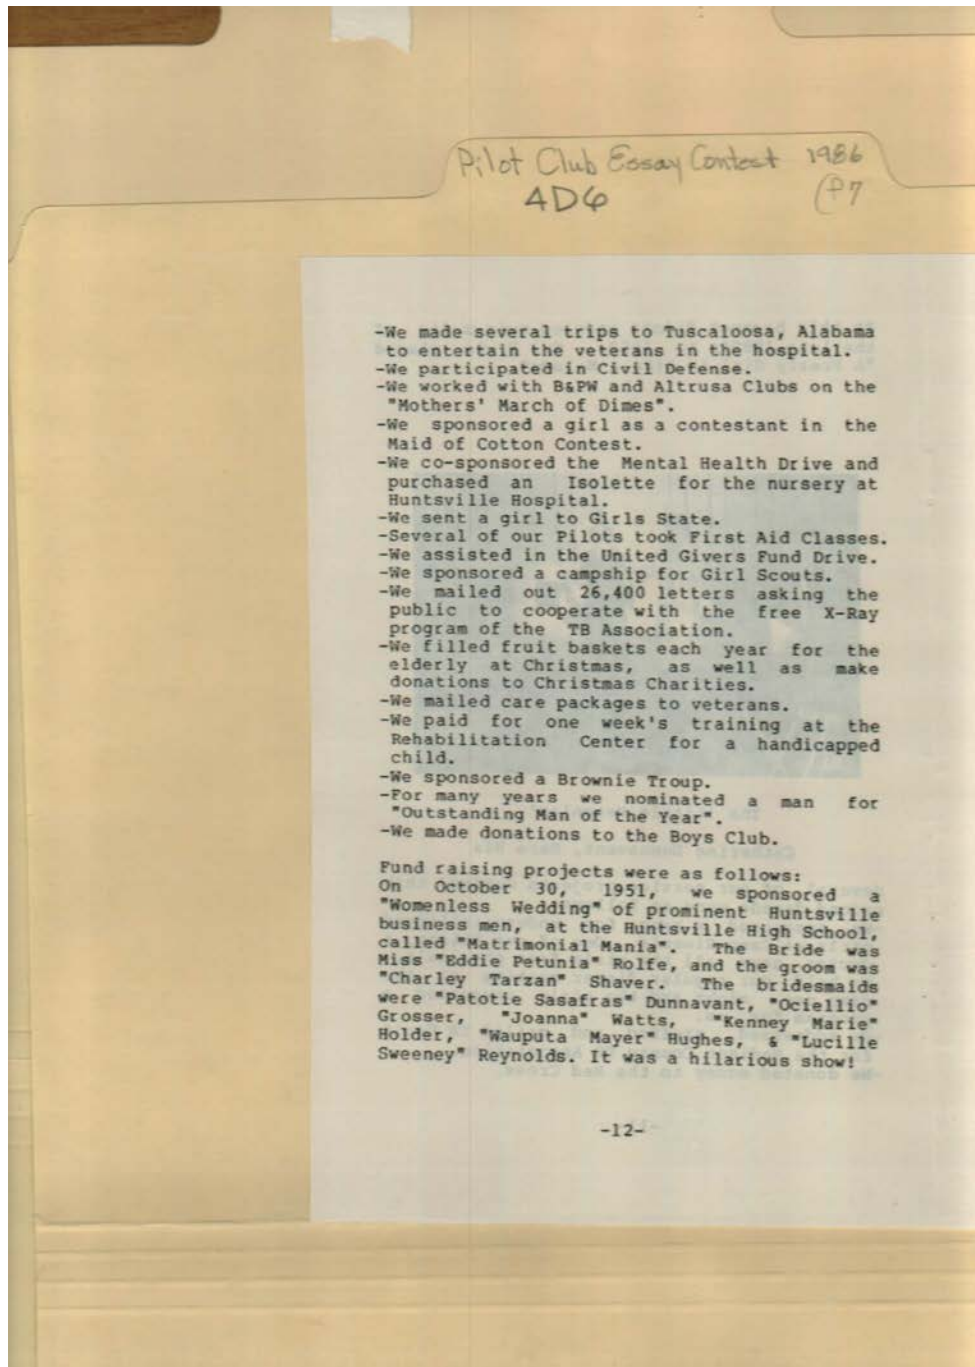 Pilot Club Essay Contest 1986
4D6 (P7
-We made several trips to Tuscaloosa, Alabama
to entertain the veterans in the hospital.
-We participated in Civil Defense.
-We worked with B&PW and Altrusa Clubs on the
"Mothers' March of Dimes".
-We sponsored a girl as a contestant in the
Maid of Cotton Contest.
-We co-sponsored the Mental Health Drive and
purchased an Isolette for the nursery at
Huntsville Hospital.
-We sent a girl to Girls State.
-Several of our Pilots took First Aid Classes.
-We assisted in the United Givers Fund Drive.
-We sponsored a campship for Girl Scouts.
-We mailed out 26,400 letters asking the
public to cooperate with the free X-Ray
program of the TB Association.
-We filled fruit baskets each year for the
elderly at Christmas, as well as make
donations to Christmas Charities.
-We mailed care packages to veterans.
-We paid for one week's training at the
Rehabilitation Center for a handicapped
child.
-We sponsored a Brownie Troup.
-For many years we nominated a man for
"Outstanding Man of the Year".
-We made donations to the Boys Club.
Fund raising projects were as follows:
On October 30, 1951, we sponsored a
"Womenless Wedding" of prominent Huntsville
business men, at the Huntsville High School,
called "Matrimonial Mania". The Bride was
Miss "Eddie Petunia" Rolfe, and the groom was
"Charley Tarzan" Shaver. The bridesmaids
were "Patotie Sasafras" Dunnavant, "Ociellio"
Grosser, "Joanna" Watts, "Kenney Marie"
Holder, "Wauputa Mayer" Hughes, & "Lucille
Sweeney" Reynolds. It was a hilarious show!
-12-